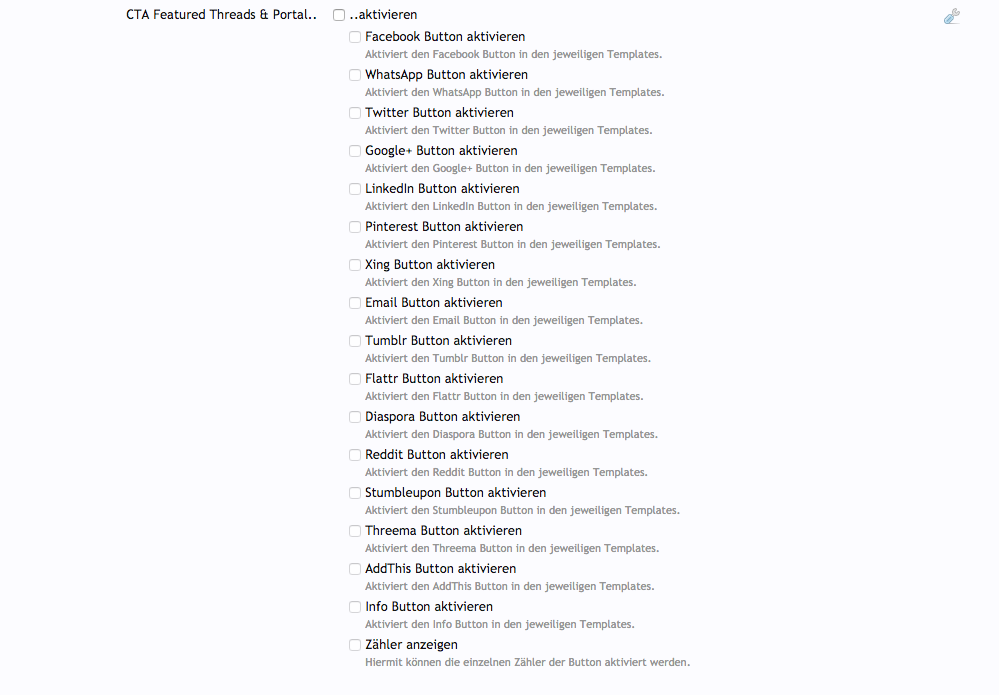 CTA Featured Threads & Portal.. ..aktivieren
Facebook Button aktivieren
Aktiviert den Facebook Button in den jeweiligen Templates.
WhatsApp Button aktivieren
Aktiviert den WhatsApp Button in den jeweiligen Templates.
Twitter Button aktivieren
Aktiviert den Twitter Button in den jeweiligen Templates.
Google+ Button aktivieren
Aktiviert den Google+ Button in den jeweiligen Templates.
LinkedIn Button aktivieren
Aktiviert den LinkedIn Button in den jeweiligen Templates.
Pinterest Button aktivieren
Aktiviert den Pinterest Button in den jeweiligen Templates.
Xing Button aktivieren
Aktiviert den Xing Button in den jeweiligen Templates.
Email Button aktivieren
Aktiviert den Email Button in den jeweiligen Templates.
Tumblr Button aktivieren
Aktiviert den Tumblr Button in den jeweiligen Templates.
Flattr Button aktivieren
Aktiviert den Flattr Button in den jeweiligen Templates.
Diaspora Button aktivieren
Aktiviert den Diaspora Button in den jeweiligen Templates.
Reddit Button aktivieren
Aktiviert den Reddit Button in den jeweiligen Templates.
Stumbleupon Button aktivieren
Aktiviert den Stumbleupon Button in den jeweiligen Templates.
Threema Button aktivieren
Aktiviert den Threema Button in den jeweiligen Templates.
AddThis Button aktivieren
Aktiviert den AddThis Button in den jeweiligen Templates.
Info Button aktivieren
Aktiviert den Info Button in den jeweiligen Templates.
Zähler anzeigen
Hiermit können die einzelnen Zähler der Button aktiviert werden.